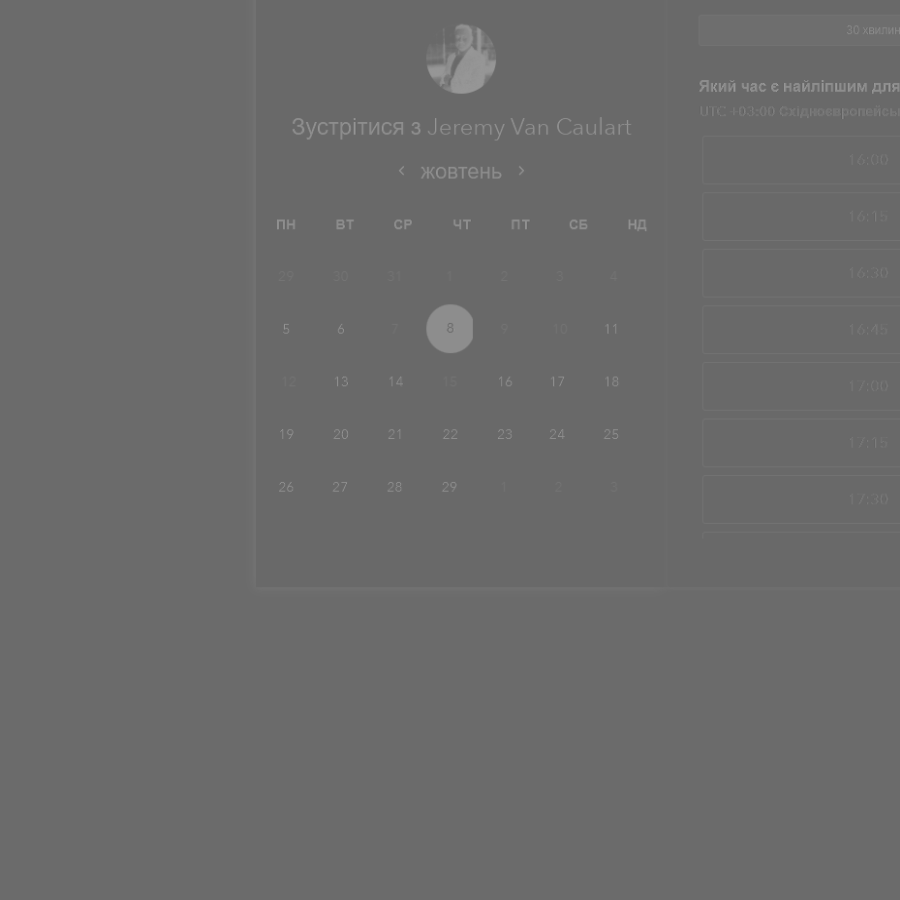 Зустрітися з Jeremy Van Caulart
жовтень
ПН ВТ СР ЧТ ПТ СБ НД
29 30 31 1 2 3 4
5 6 7 8 9 10 11
12 13 14 15 16 17 18
19 20 21 22 23 24 25
26 27 28 29 1 2 3
30 хвилин
Який час є найліпшим для
UTC +03:00 Східноєвропейсь
16:00
16:15
16:30
16:45
17:00
17:15
17:30